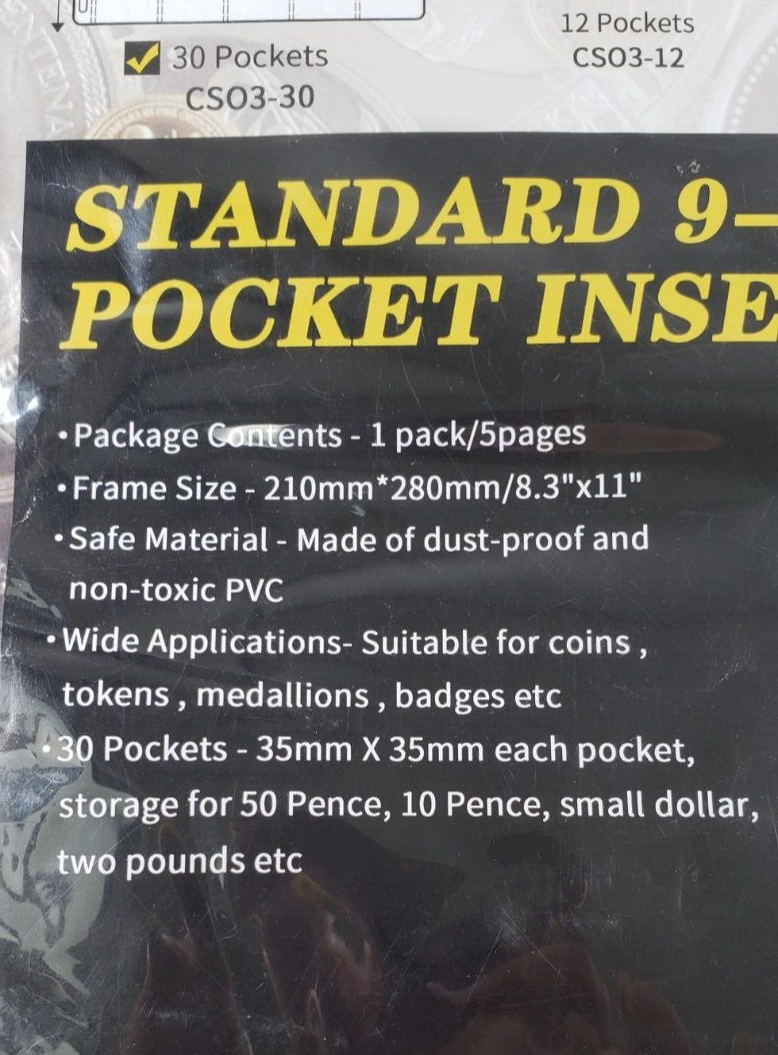 30 Pockets
CSO3-30
12 Pockets
CSO3-12
STANDARD 9-
POCKET INSE
•Package Contents - 1 pack/5pages
•Frame Size - 210mm*280mm/8.3"x11"
•Safe Material - Made of dust-proof and
non-toxic PVC
•Wide Applications- Suitable for coins ,
tokens , medallions , badges etc
•30 Pockets - 35mm X 35mm each pocket,
storage for 50 Pence, 10 Pence, small dollar,
two pounds etc